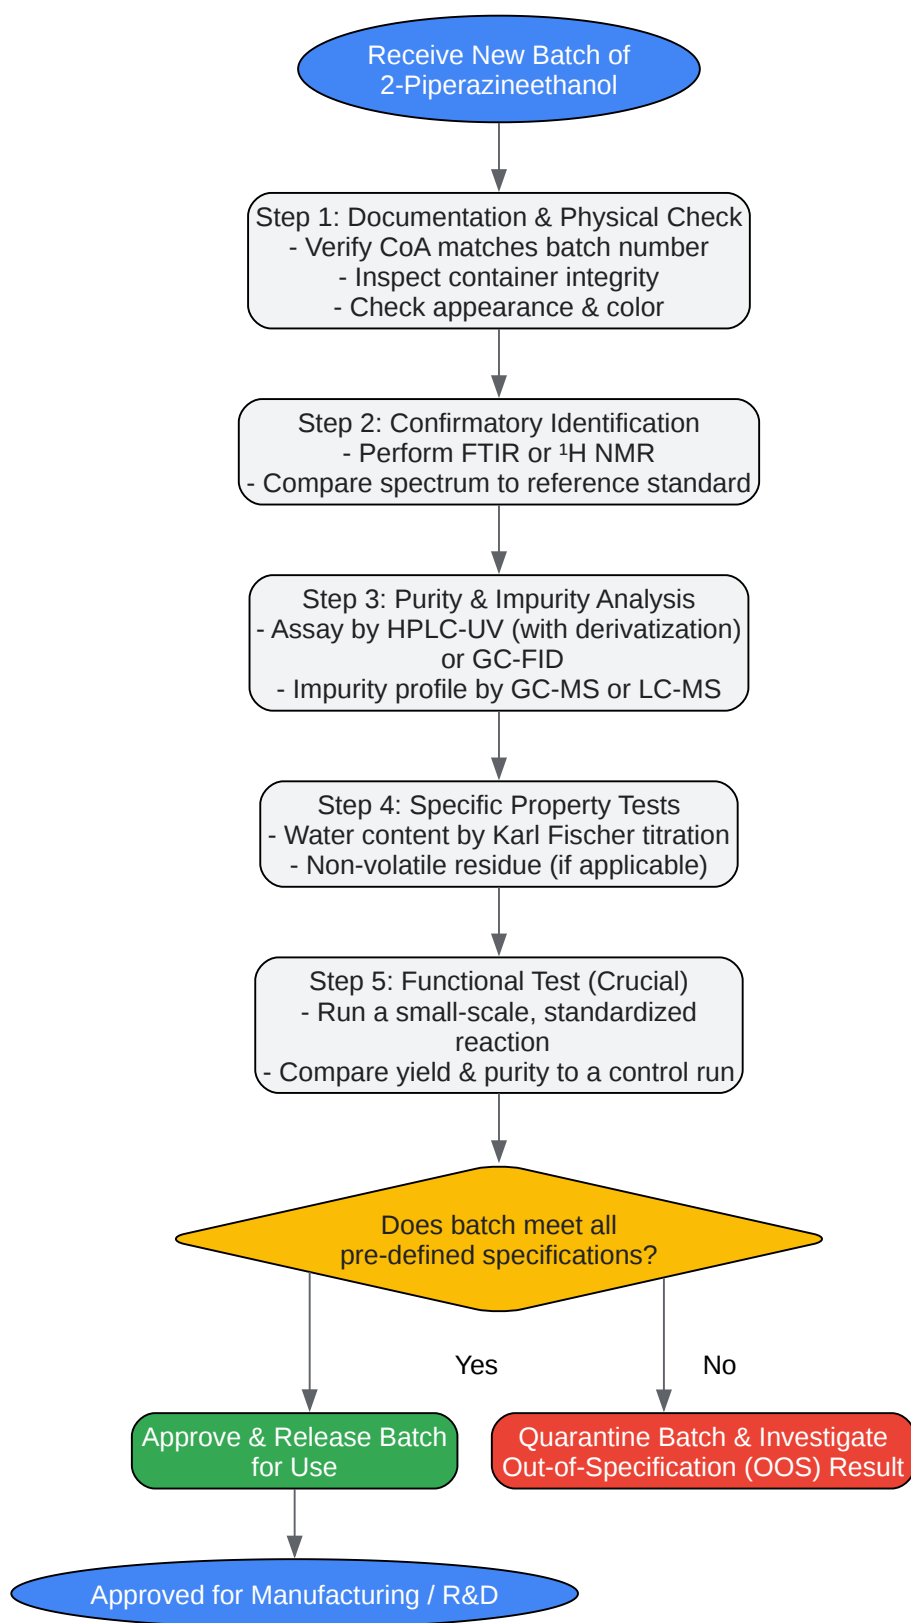 Receive New Batch of
2-Piperazineethanol
Step 1: Documentation & Physical Check
- Verify CoA matches batch number
- Inspect container integrity
- Check appearance & color
Step 2: Confirmatory Identification
- Perform FTIR or ¹H NMR
- Compare spectrum to reference standard
Step 3: Purity & Impurity Analysis
- Assay by HPLC-UV (with derivatization)
or GC-FID
- Impurity profile by GC-MS or LC-MS
Step 4: Specific Property Tests
- Water content by Karl Fischer titration
- Non-volatile residue (if applicable)
Step 5: Functional Test (Crucial)
- Run a small-scale, standardized
reaction
- Compare yield & purity to a control run
Does batch meet all
pre-defined specifications?
Yes
No
Approve & Release Batch
for Use
Quarantine Batch & Investigate
Out-of-Specification (OOS) Result
Approved for Manufacturing / R&D